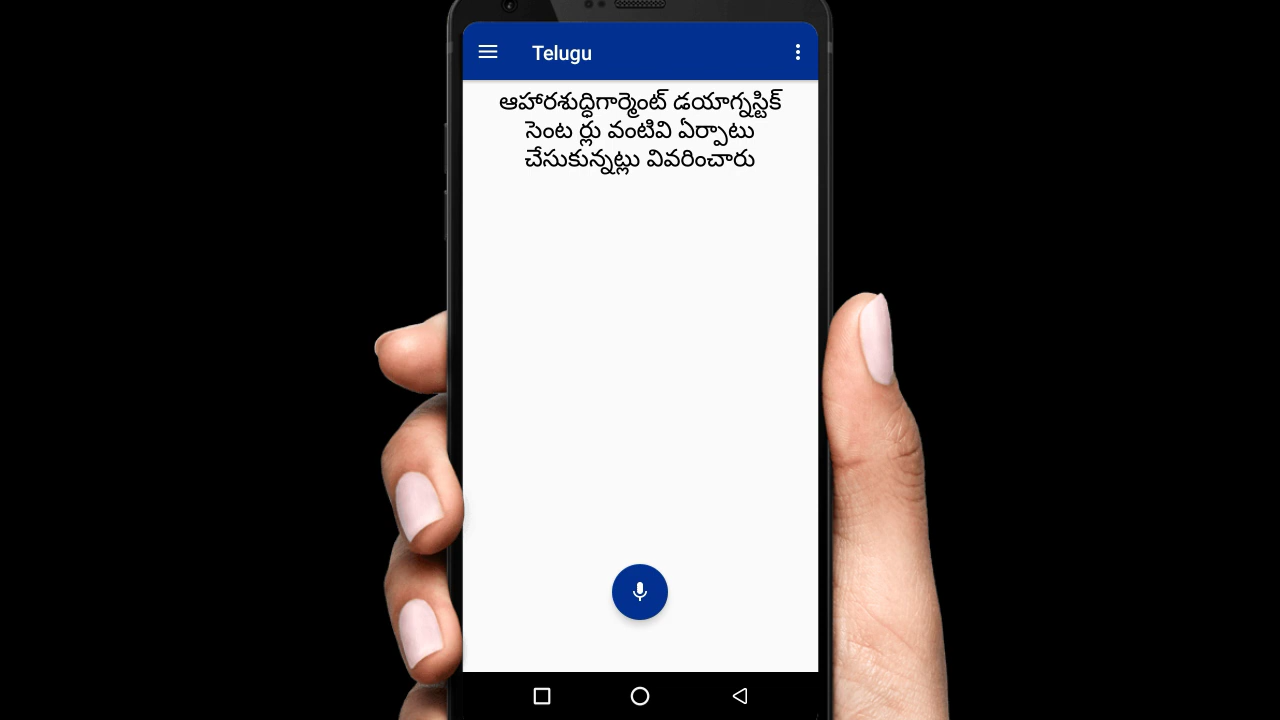 Telugu
ఆహారశుద్ధిగార్మెంట్ డయాగ్నస్టిక్
సెంట ర్లు వంటివి ఏర్పాటు
చేసుకున్నట్లు వివరించారు